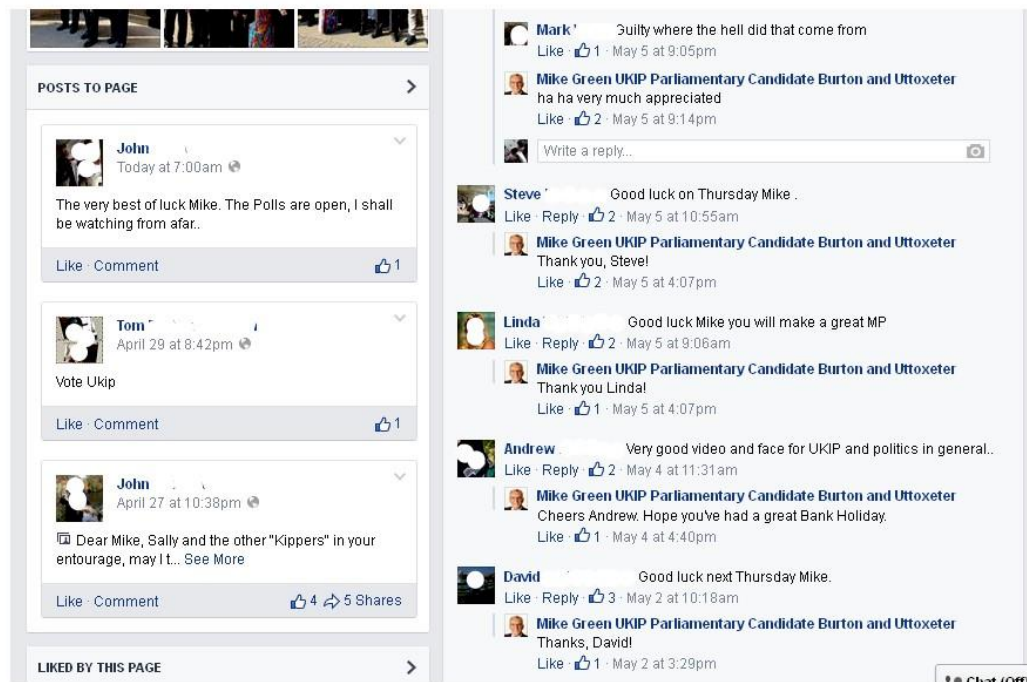 POSTS TO PAGE
John
Today at 7:00am
The very best of luck Mike. The Polls are open, I shall
be watching from afar..
Like · Comment 1
Tom
April 29 at 8:42pm
Vote Ukip
Like · Comment 1
John
April 27 at 10:38pm
Dear Mike, Sally and the other "Kippers" in your
entourage, may I t... See More
Like · Comment 4 5 Shares
LIKED BY THIS PAGE
Mark Guilty where the hell did that come from
Like · 1 · May 5 at 9:05pm
Mike Green UKIP Parliamentary Candidate Burton and Uttoxeter
ha ha very much appreciated
Like · 2 · May 5 at 9:14pm
Write a reply...
Steve Good luck on Thursday Mike .
Like · Reply · 2 · May 5 at 10:55am
Mike Green UKIP Parliamentary Candidate Burton and Uttoxeter
Thank you, Steve!
Like · 2 · May 5 at 4:07pm
Linda Good luck Mike you will make a great MP
Like · Reply · 2 · May 5 at 9:06am
Mike Green UKIP Parliamentary Candidate Burton and Uttoxeter
Thank you Linda!
Like · 1 · May 5 at 4:07pm
Andrew Very good video and face for UKIP and politics in general..
Like · Reply · 2 · May 4 at 11:31am
Mike Green UKIP Parliamentary Candidate Burton and Uttoxeter
Cheers Andrew. Hope you've had a great Bank Holiday.
Like · 1 · May 4 at 4:40pm
David Good luck next Thursday Mike.
Like · Reply · 3 · May 2 at 10:18am
Mike Green UKIP Parliamentary Candidate Burton and Uttoxeter
Thanks, David!
Like · 1 · May 2 at 3:29pm
Chat (Off